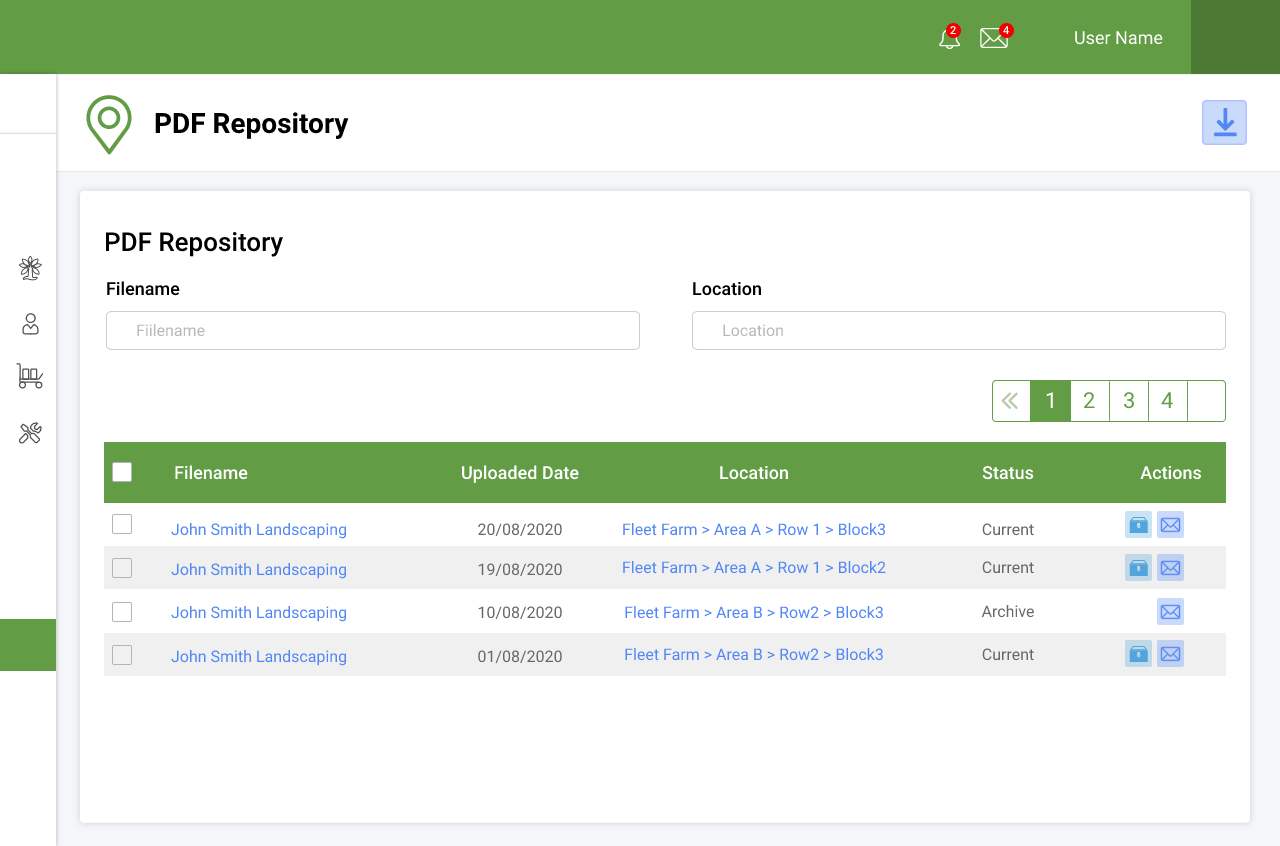 2
4
User Name
PDF Repository
PDF Repository
Filename
Location
Fiilename
Location
1 2 3 4
Filename Uploaded Date Location Status Actions
John Smith Landscaping 20/08/2020 Fleet Farm > Area A > Row 1 > Block3 Current
John Smith Landscaping 19/08/2020 Fleet Farm > Area A > Row 1 > Block2 Current
John Smith Landscaping 10/08/2020 Fleet Farm > Area B > Row2 > Block3 Archive
John Smith Landscaping 01/08/2020 Fleet Farm > Area B > Row2 > Block3 Current